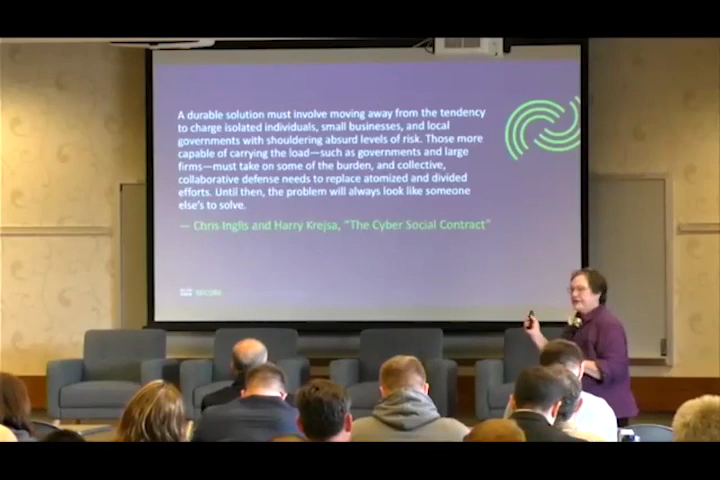 A durable solution must involve moving away from the tendency
to charge isolated individuals, small businesses, and local
governments with shouldering absurd levels of risk. Those more
capable of carrying the load—such as governments and large
firms—must take on some of the burden, and collective,
collaborative defense needs to replace atomized and divided
efforts. Until then, the problem will always look like someone
else's to solve.
— Chris Inglis and Harry Krejsa, "The Cyber Social Contract"